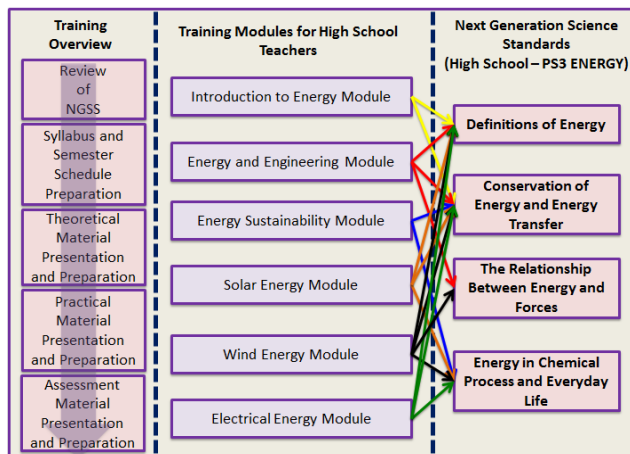 Training
Overview
Review
of
NGSS
Syllabus and
Semester
Schedule
Preparation
Theoretical
Material
Presentation
and Preparation
Practical
Material
Presentation
and Preparation
Assessment
Material
Presentation
and Preparation
Training Modules for High School
Teachers
Introduction to Energy Module
Energy and Engineering Module
Energy Sustainability Module
Solar Energy Module
Wind Energy Module
Electrical Energy Module
Next Generation Science
Standards
(High School – PS3 ENERGY)
Definitions of Energy
Conservation of
Energy and Energy
Transfer
The Relationship
Between Energy and
Forces
Energy in Chemical
Process and Everyday
Life